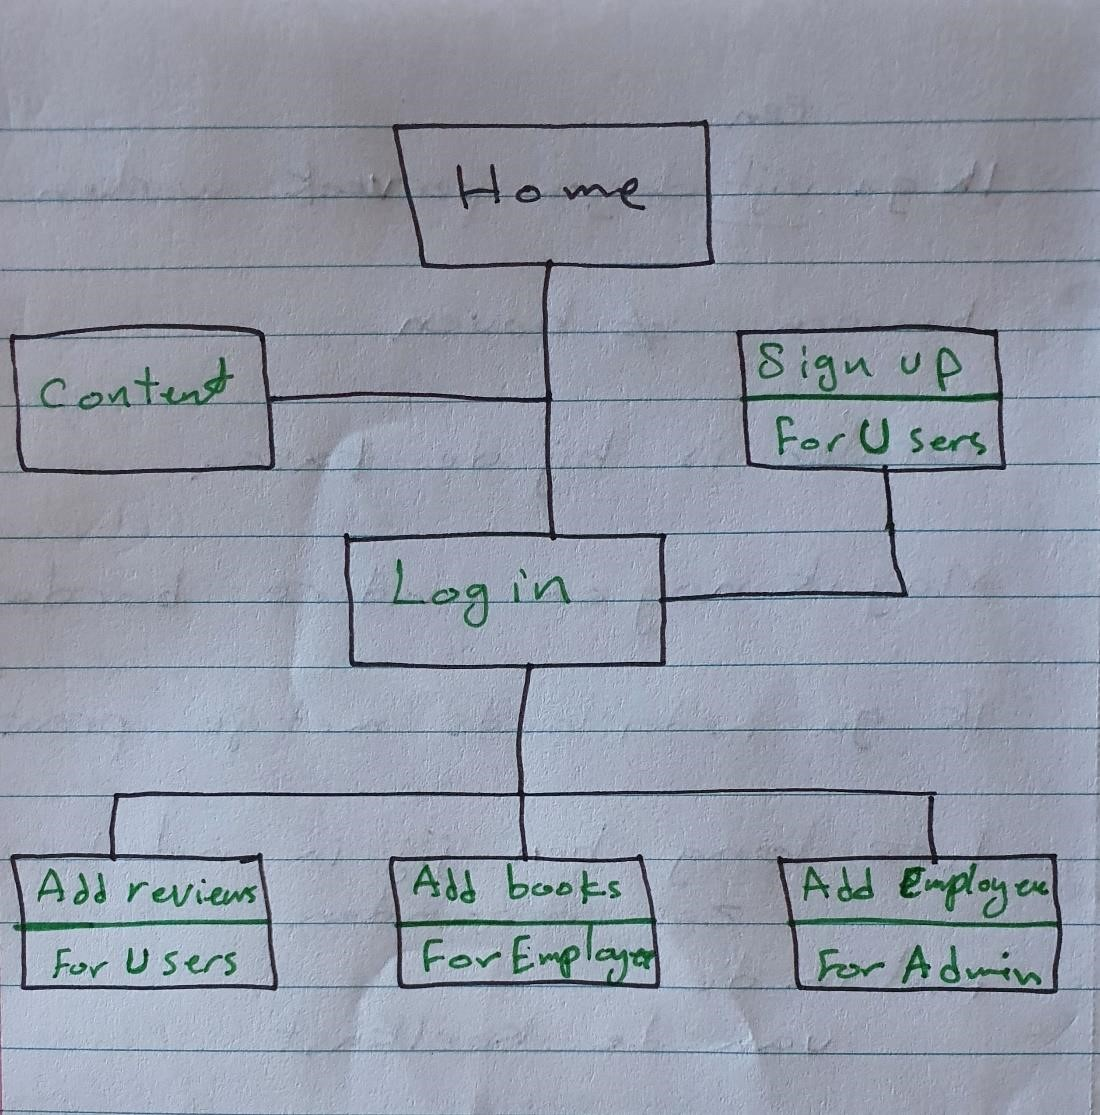 Home
Content
Sign up
For Users
Log in
Add reviews
For Users
Add books
For Employee
Add Employee
For Admin